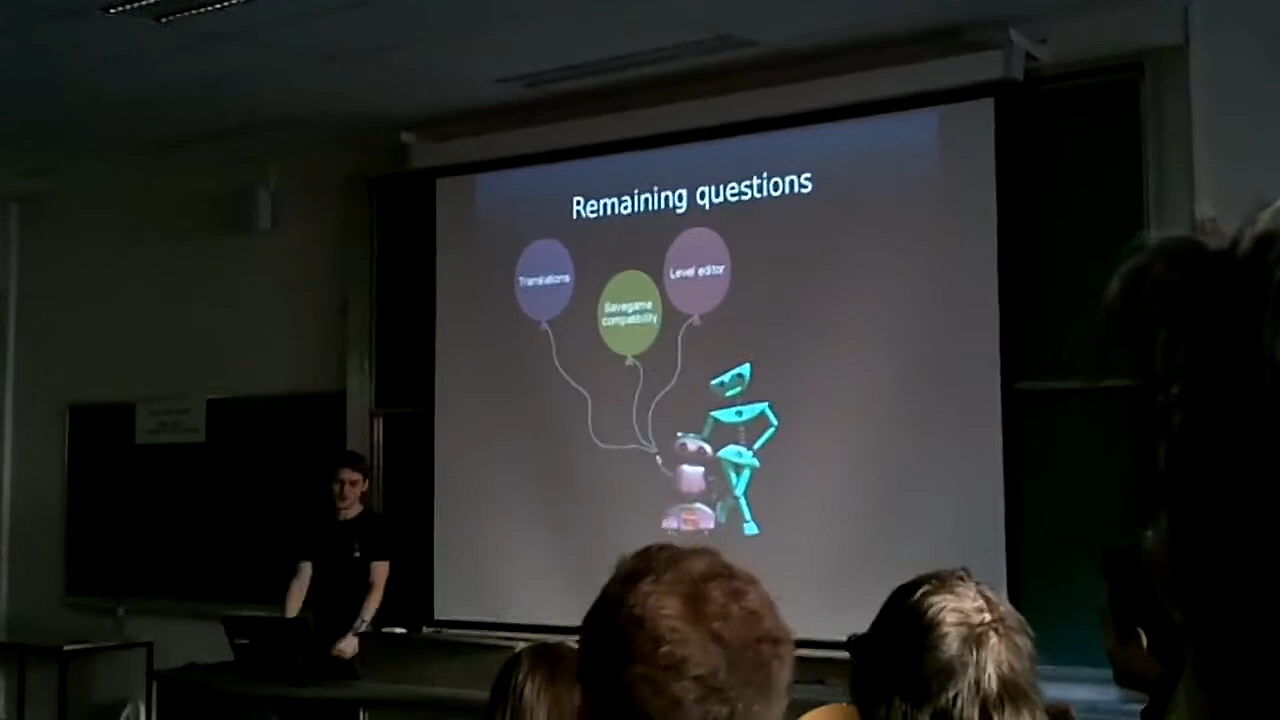 Remaining questions
Translations
Level editor
Savegame
compatibility